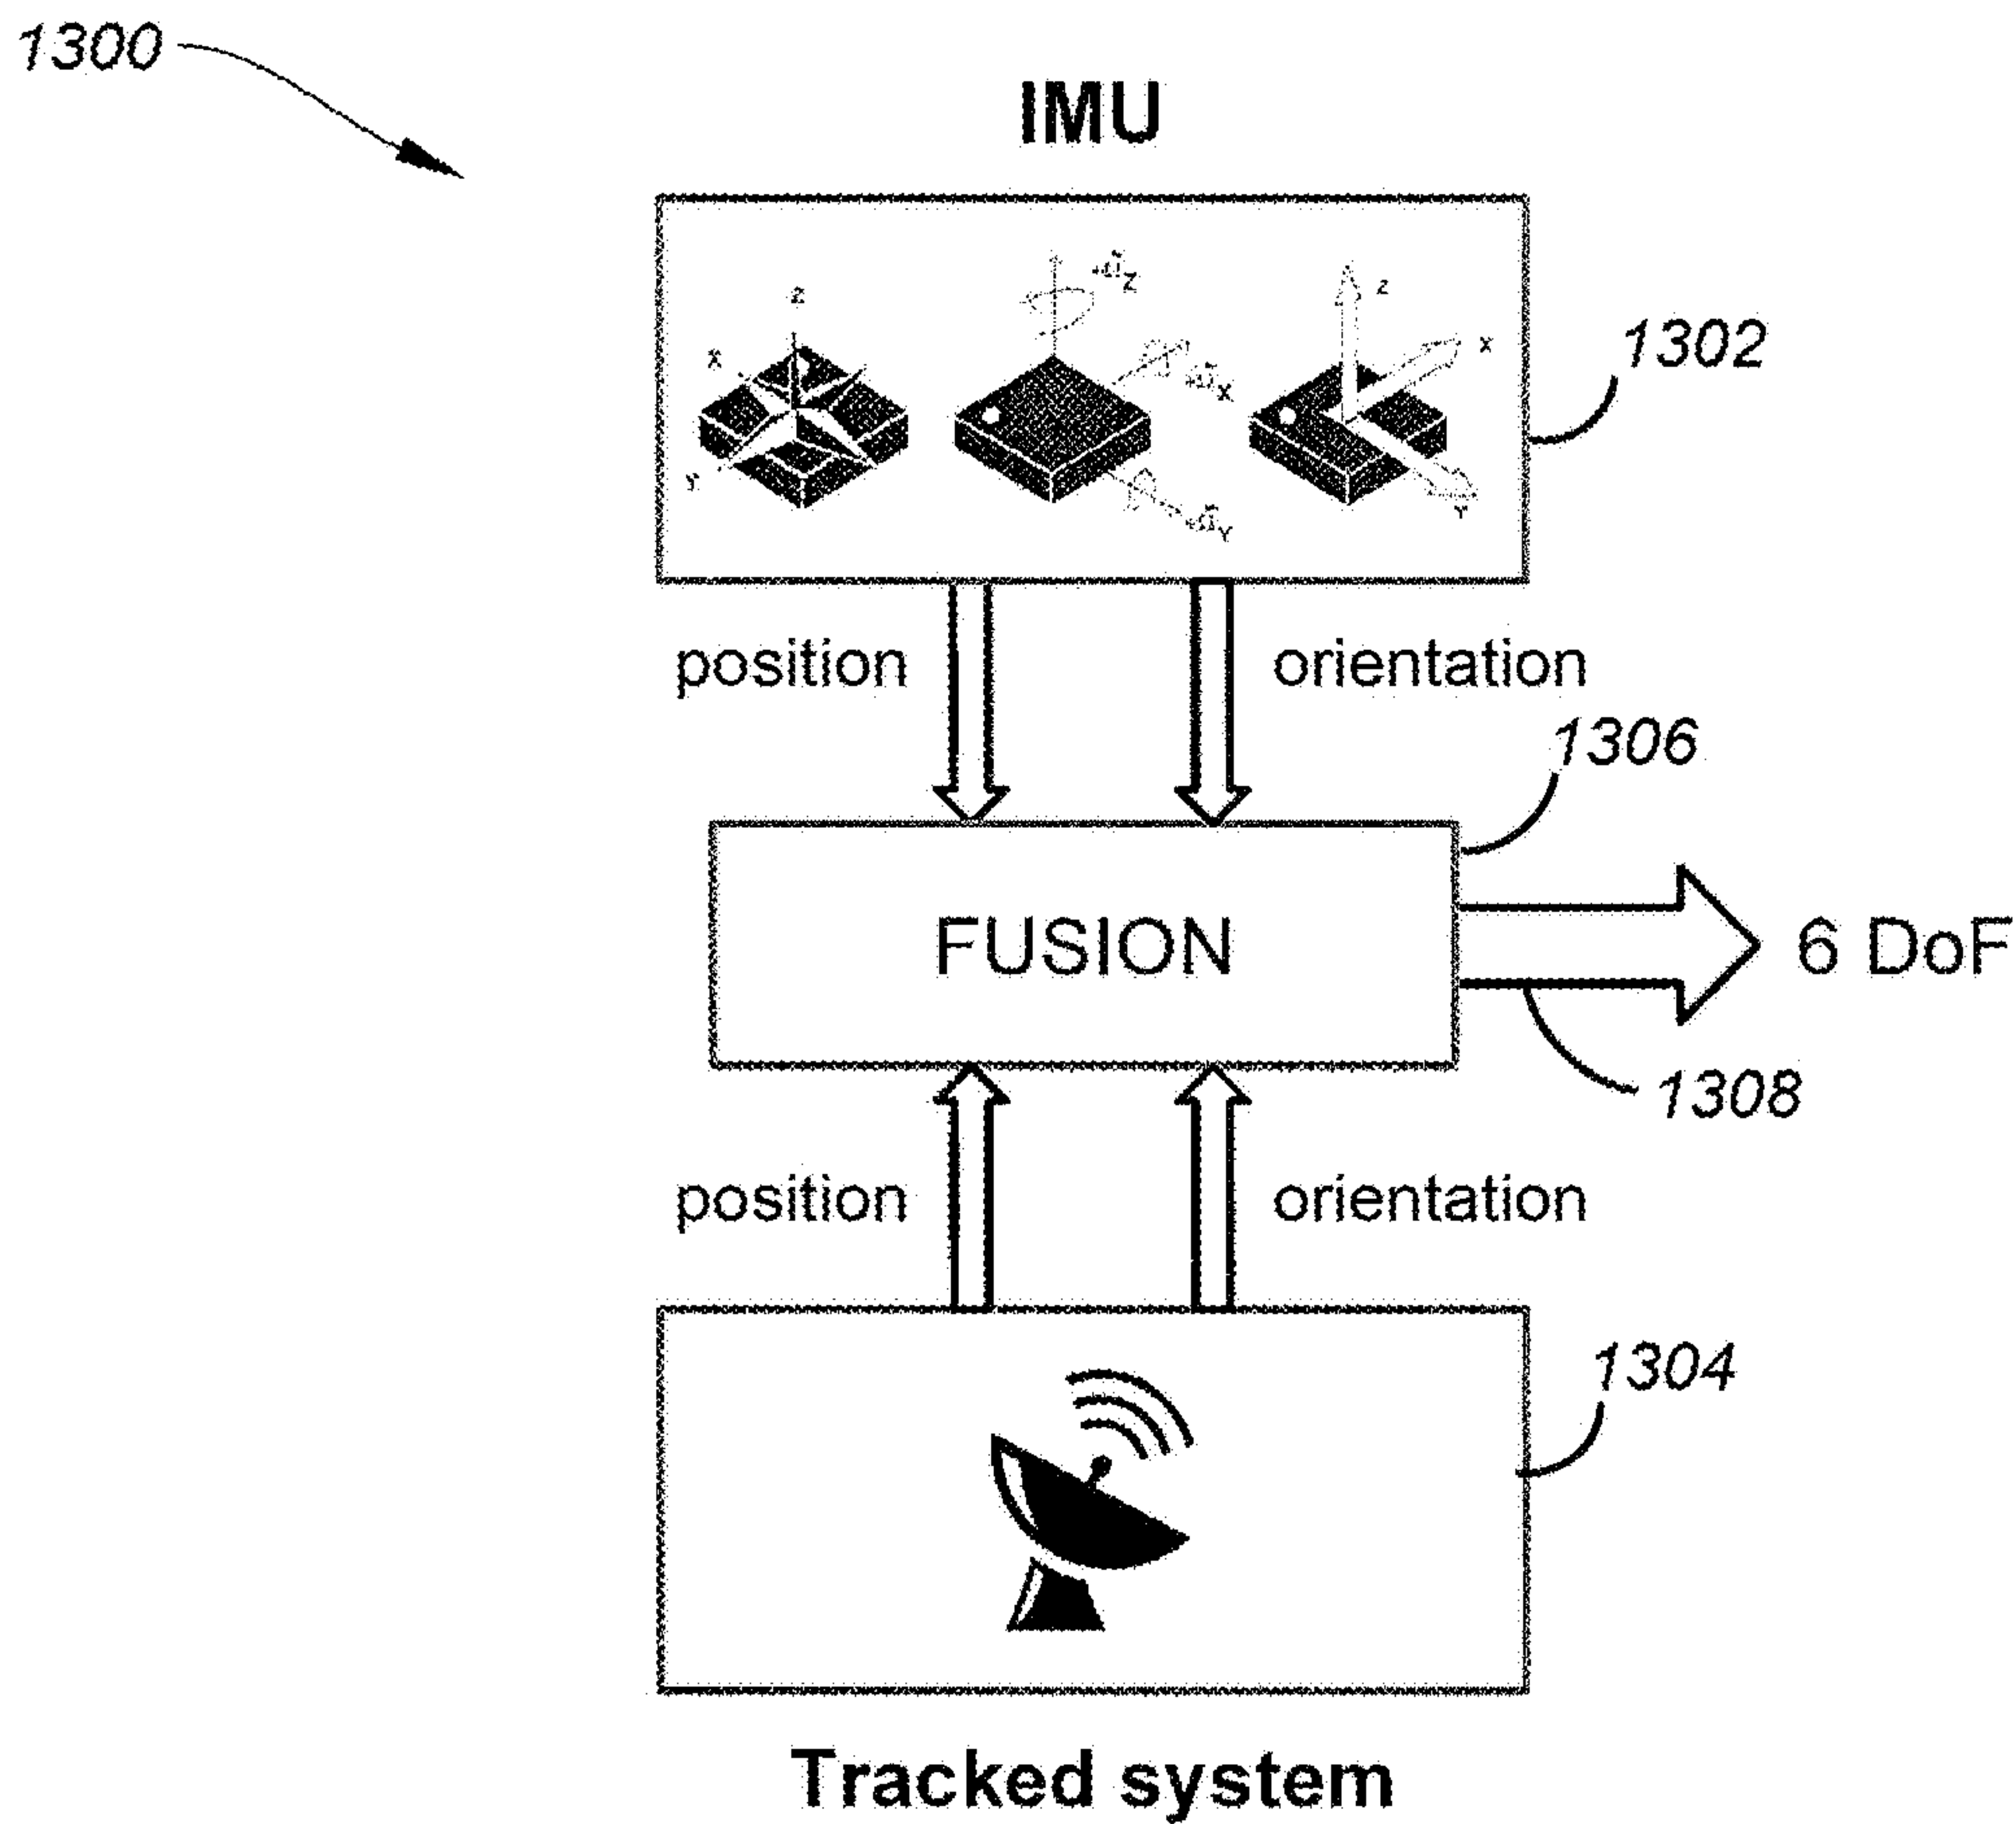 1300
IMU
Z
X
Y
Z
X
Y
Z
X
Y
1302
position
orientation
1306
FUSION
6 DoF
1308
position
orientation
1304
Tracked system